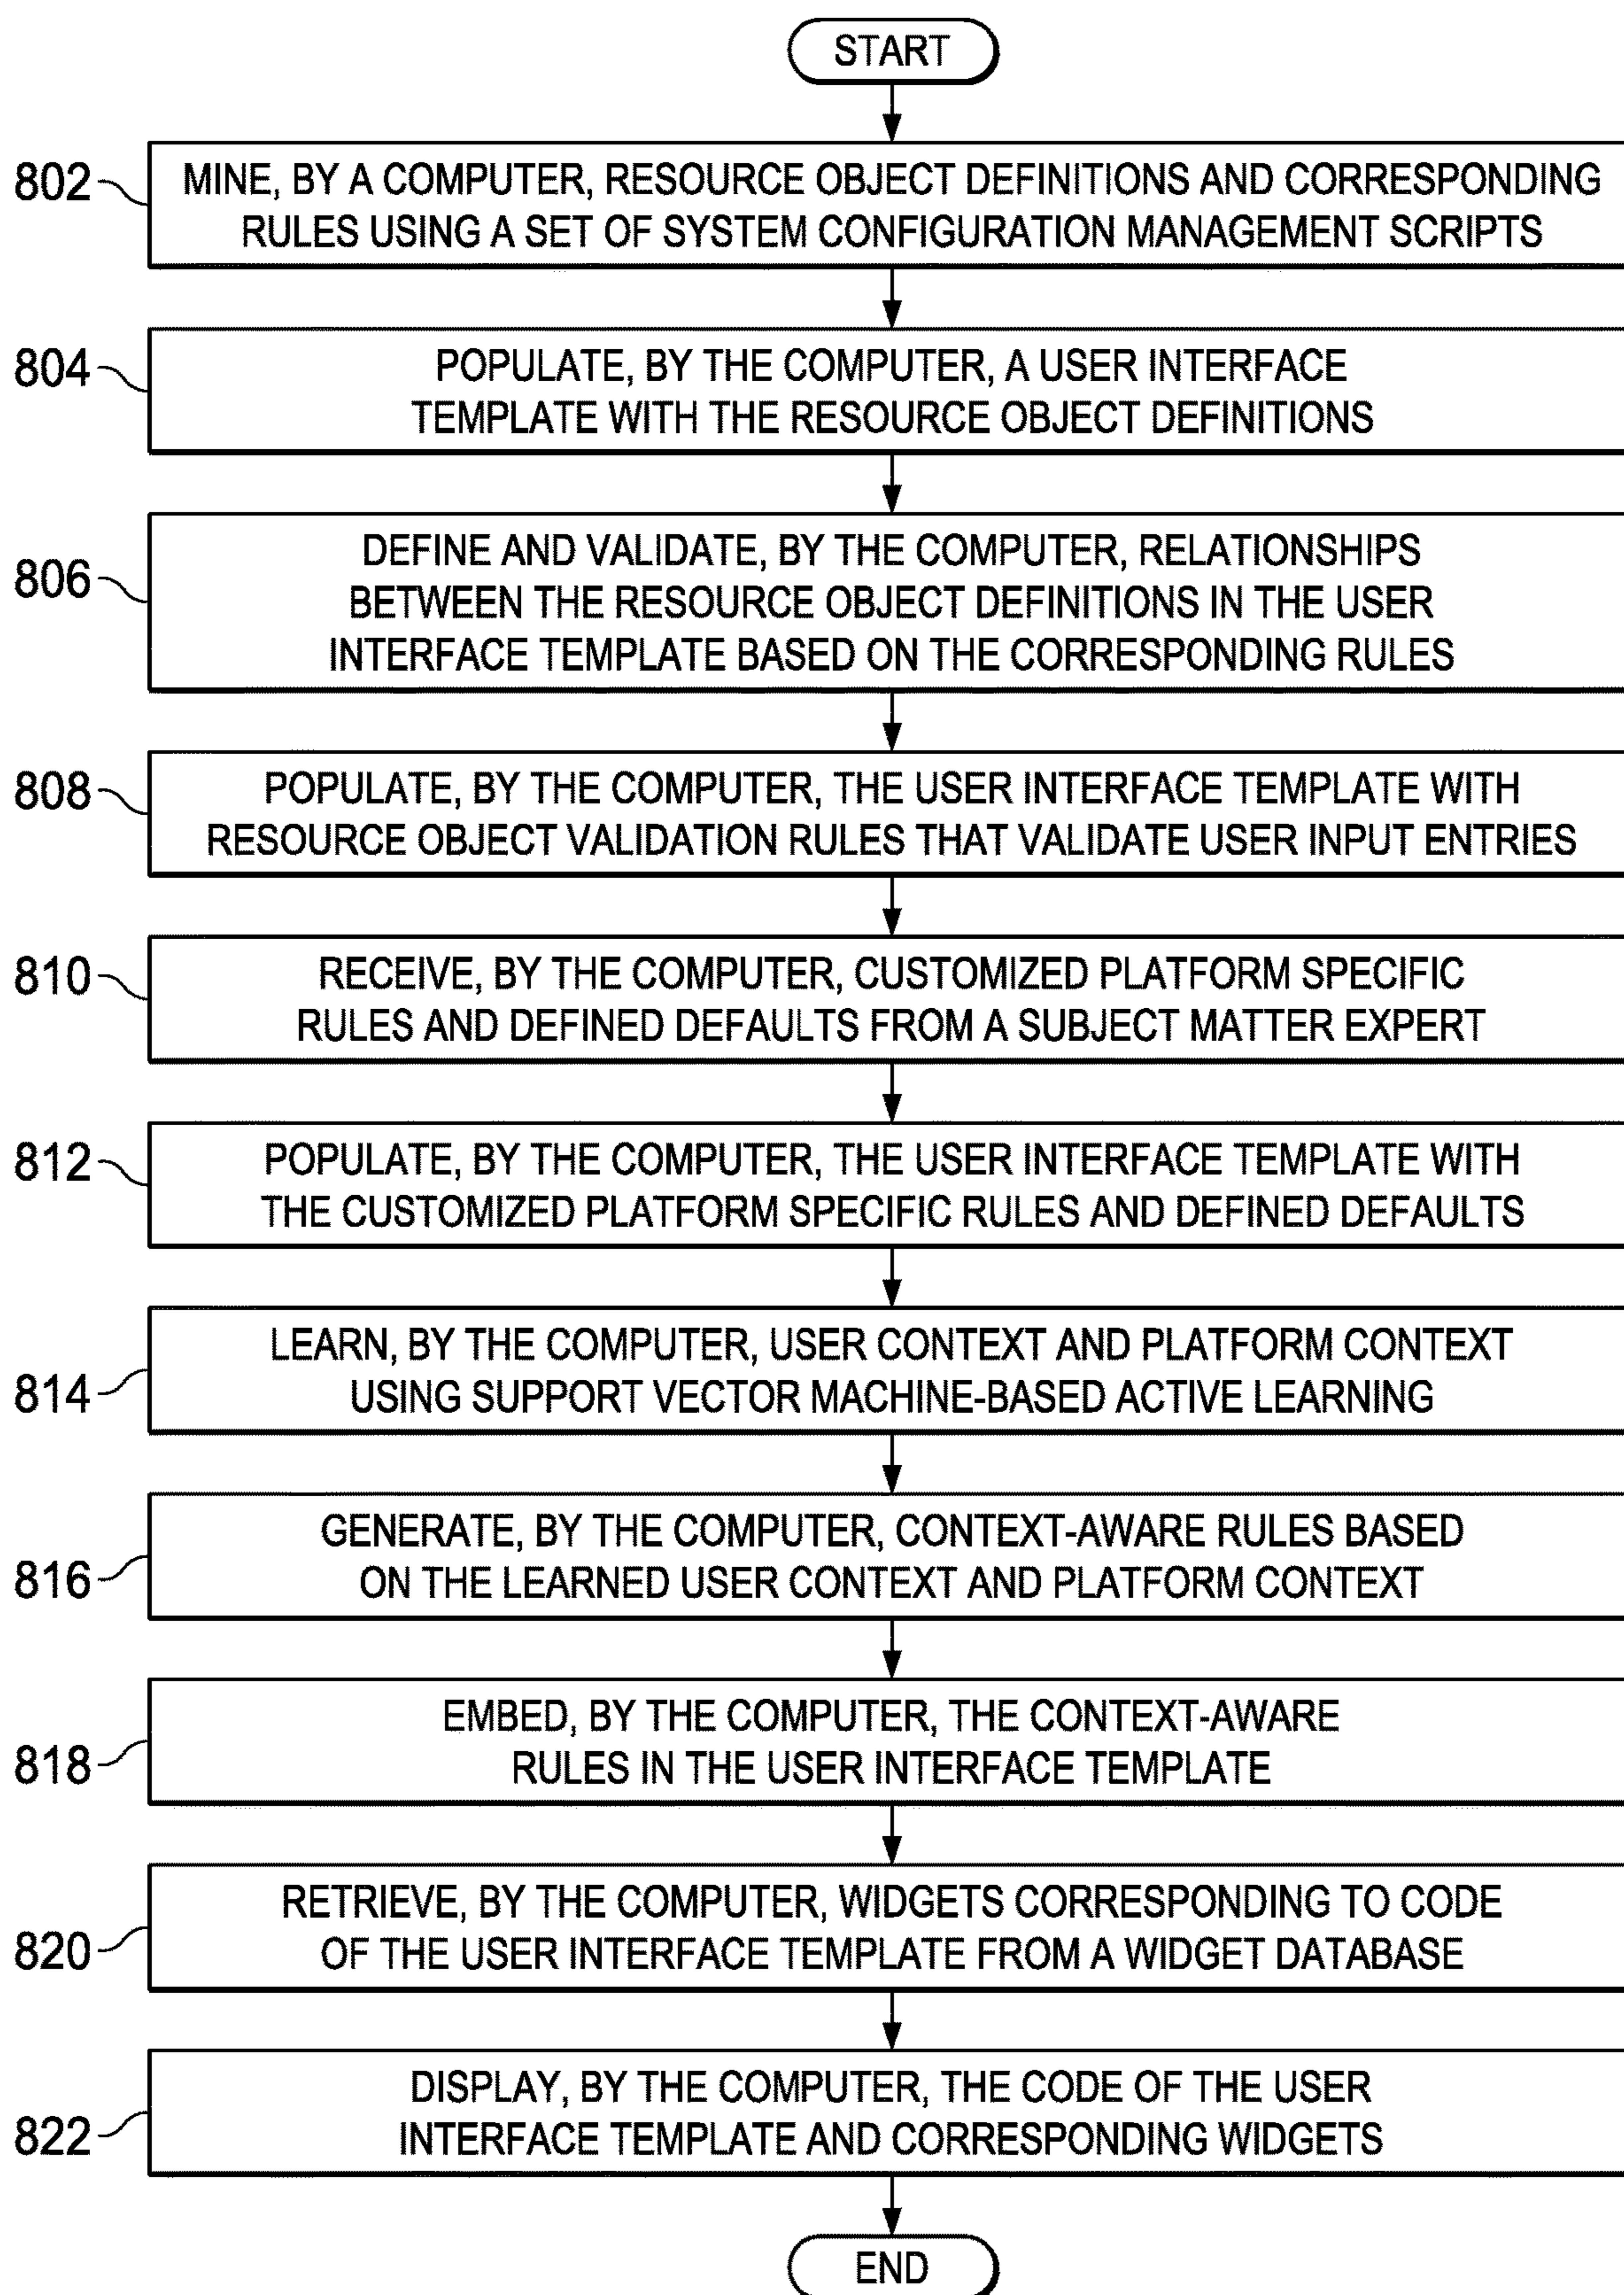 START
802
MINE, BY A COMPUTER, RESOURCE OBJECT DEFINITIONS AND CORRESPONDING
RULES USING A SET OF SYSTEM CONFIGURATION MANAGEMENT SCRIPTS
804
POPULATE, BY THE COMPUTER, A USER INTERFACE
TEMPLATE WITH THE RESOURCE OBJECT DEFINITIONS
806
DEFINE AND VALIDATE, BY THE COMPUTER, RELATIONSHIPS
BETWEEN THE RESOURCE OBJECT DEFINITIONS IN THE USER
INTERFACE TEMPLATE BASED ON THE CORRESPONDING RULES
808
POPULATE, BY THE COMPUTER, THE USER INTERFACE TEMPLATE WITH
RESOURCE OBJECT VALIDATION RULES THAT VALIDATE USER INPUT ENTRIES
810
RECEIVE, BY THE COMPUTER, CUSTOMIZED PLATFORM SPECIFIC
RULES AND DEFINED DEFAULTS FROM A SUBJECT MATTER EXPERT
812
POPULATE, BY THE COMPUTER, THE USER INTERFACE TEMPLATE WITH
THE CUSTOMIZED PLATFORM SPECIFIC RULES AND DEFINED DEFAULTS
814
LEARN, BY THE COMPUTER, USER CONTEXT AND PLATFORM CONTEXT
USING SUPPORT VECTOR MACHINE-BASED ACTIVE LEARNING
816
GENERATE, BY THE COMPUTER, CONTEXT-AWARE RULES BASED
ON THE LEARNED USER CONTEXT AND PLATFORM CONTEXT
818
EMBED, BY THE COMPUTER, THE CONTEXT-AWARE
RULES IN THE USER INTERFACE TEMPLATE
820
RETRIEVE, BY THE COMPUTER, WIDGETS CORRESPONDING TO CODE
OF THE USER INTERFACE TEMPLATE FROM A WIDGET DATABASE
822
DISPLAY, BY THE COMPUTER, THE CODE OF THE USER
INTERFACE TEMPLATE AND CORRESPONDING WIDGETS
END